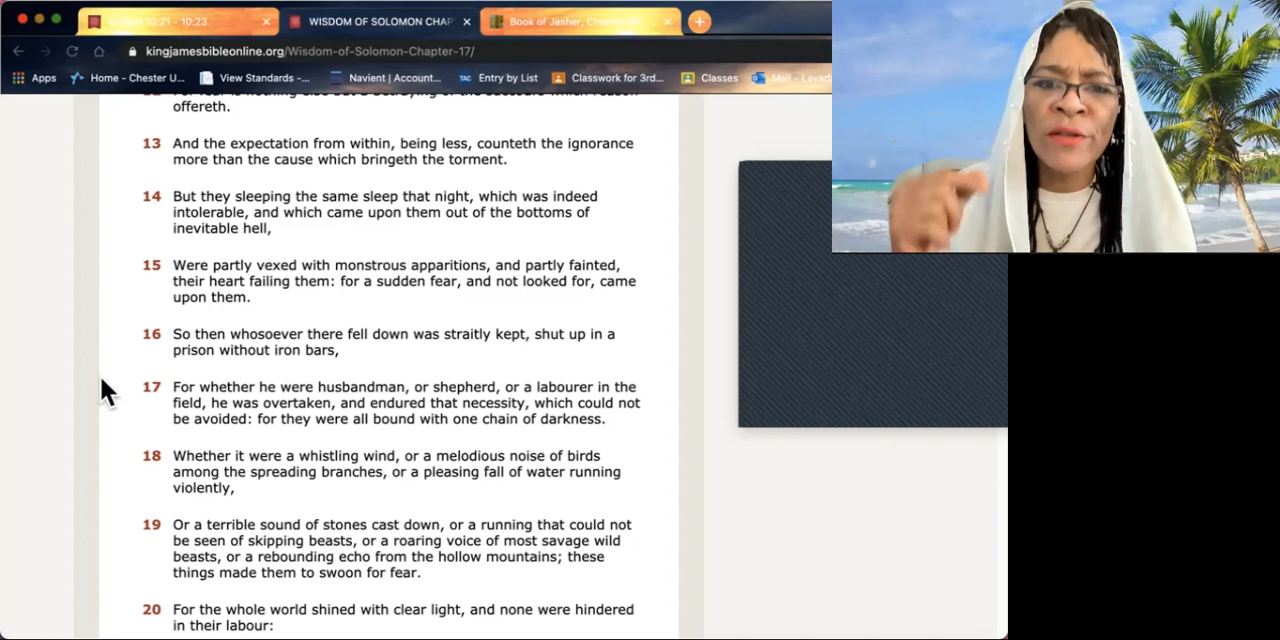 10:21 - 10:23
WISDOM OF SOLOMON CHAP
Book of Jasher, Chapter
kingjamesbibleonline.org/Wisdom-of-Solomon-Chapter-17/
Apps
Home - Chester U...
View Standards -...
Navient | Account...
TAC Entry by List
Classwork for 3rd...
Classes
Mail - Lavad
offereth.
13 And the expectation from within, being less, counteth the ignorance
more than the cause which bringeth the torment.
14 But they sleeping the same sleep that night, which was indeed
intolerable, and which came upon them out of the bottoms of
inevitable hell,
15 Were partly vexed with monstrous apparitions, and partly fainted,
their heart failing them: for a sudden fear, and not looked for, came
upon them.
16 So then whosoever there fell down was straitly kept, shut up in a
prison without iron bars,
17 For whether he were husbandman, or shepherd, or a labourer in the
field, he was overtaken, and endured that necessity, which could not
be avoided: for they were all bound with one chain of darkness.
18 Whether it were a whistling wind, or a melodious noise of birds
among the spreading branches, or a pleasing fall of water running
violently,
19 Or a terrible sound of stones cast down, or a running that could not
be seen of skipping beasts, or a roaring voice of most savage wild
beasts, or a rebounding echo from the hollow mountains; these
things made them to swoon for fear.
20 For the whole world shined with clear light, and none were hindered
in their labour: